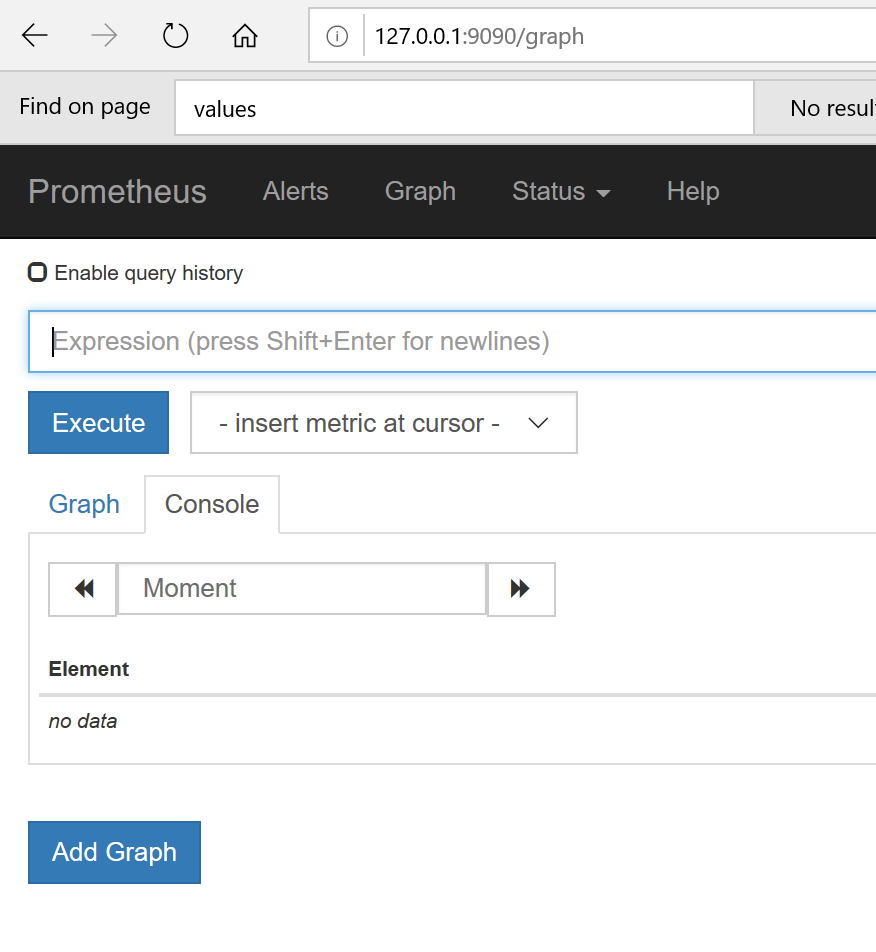 127.0.0.1:9090/graph
Find on page values No resul
Prometheus Alerts Graph Status Help
Enable query history
Expression (press Shift+Enter for newlines)
Execute - insert metric at cursor -
Graph Console
Moment
Element
no data
Add Graph